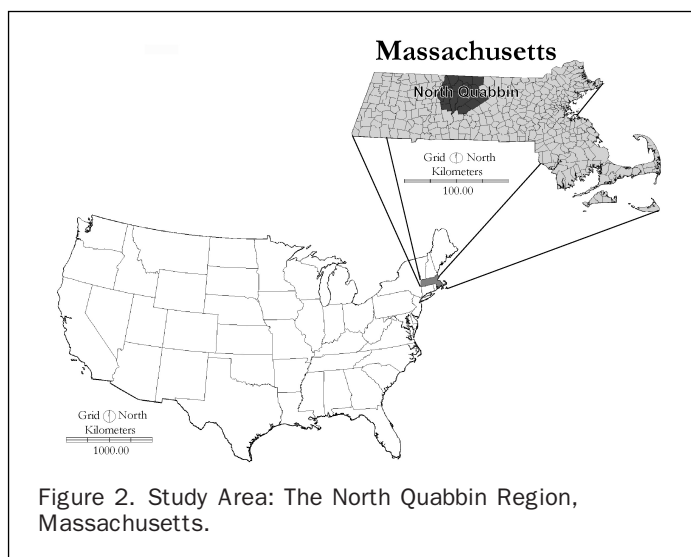 Massachusetts
North Quabbin
Grid North
Kilometers
100.00
Grid North
Kilometers
1000.00
Figure 2. Study Area: The North Quabbin Region,
Massachusetts.